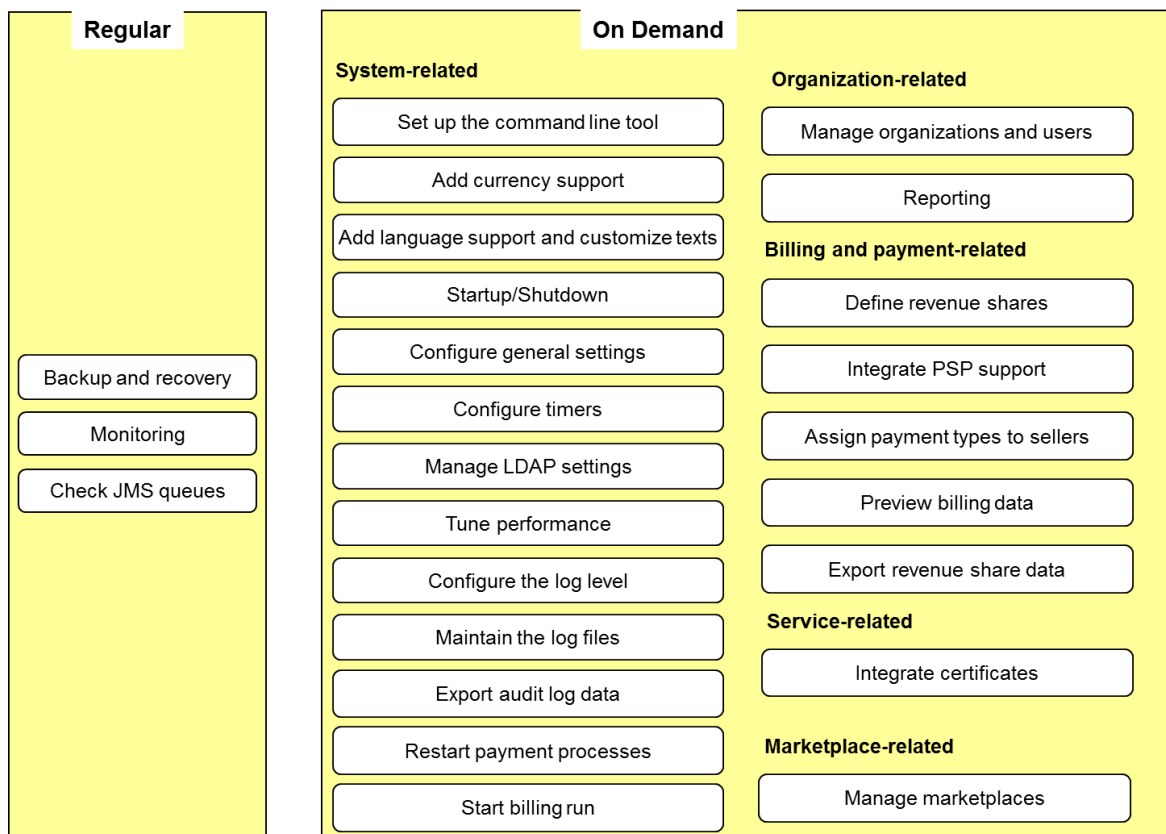 Regular
Backup and recovery
Monitoring
Check JMS queues
On Demand
System-related
Set up the command line tool
Add currency support
Add language support and customize texts
Startup/Shutdown
Configure general settings
Configure timers
Manage LDAP settings
Tune performance
Configure the log level
Maintain the log files
Export audit log data
Restart payment processes
Start billing run
Organization-related
Manage organizations and users
Reporting
Billing and payment-related
Define revenue shares
Integrate PSP support
Assign payment types to sellers
Preview billing data
Export revenue share data
Service-related
Integrate certificates
Marketplace-related
Manage marketplaces